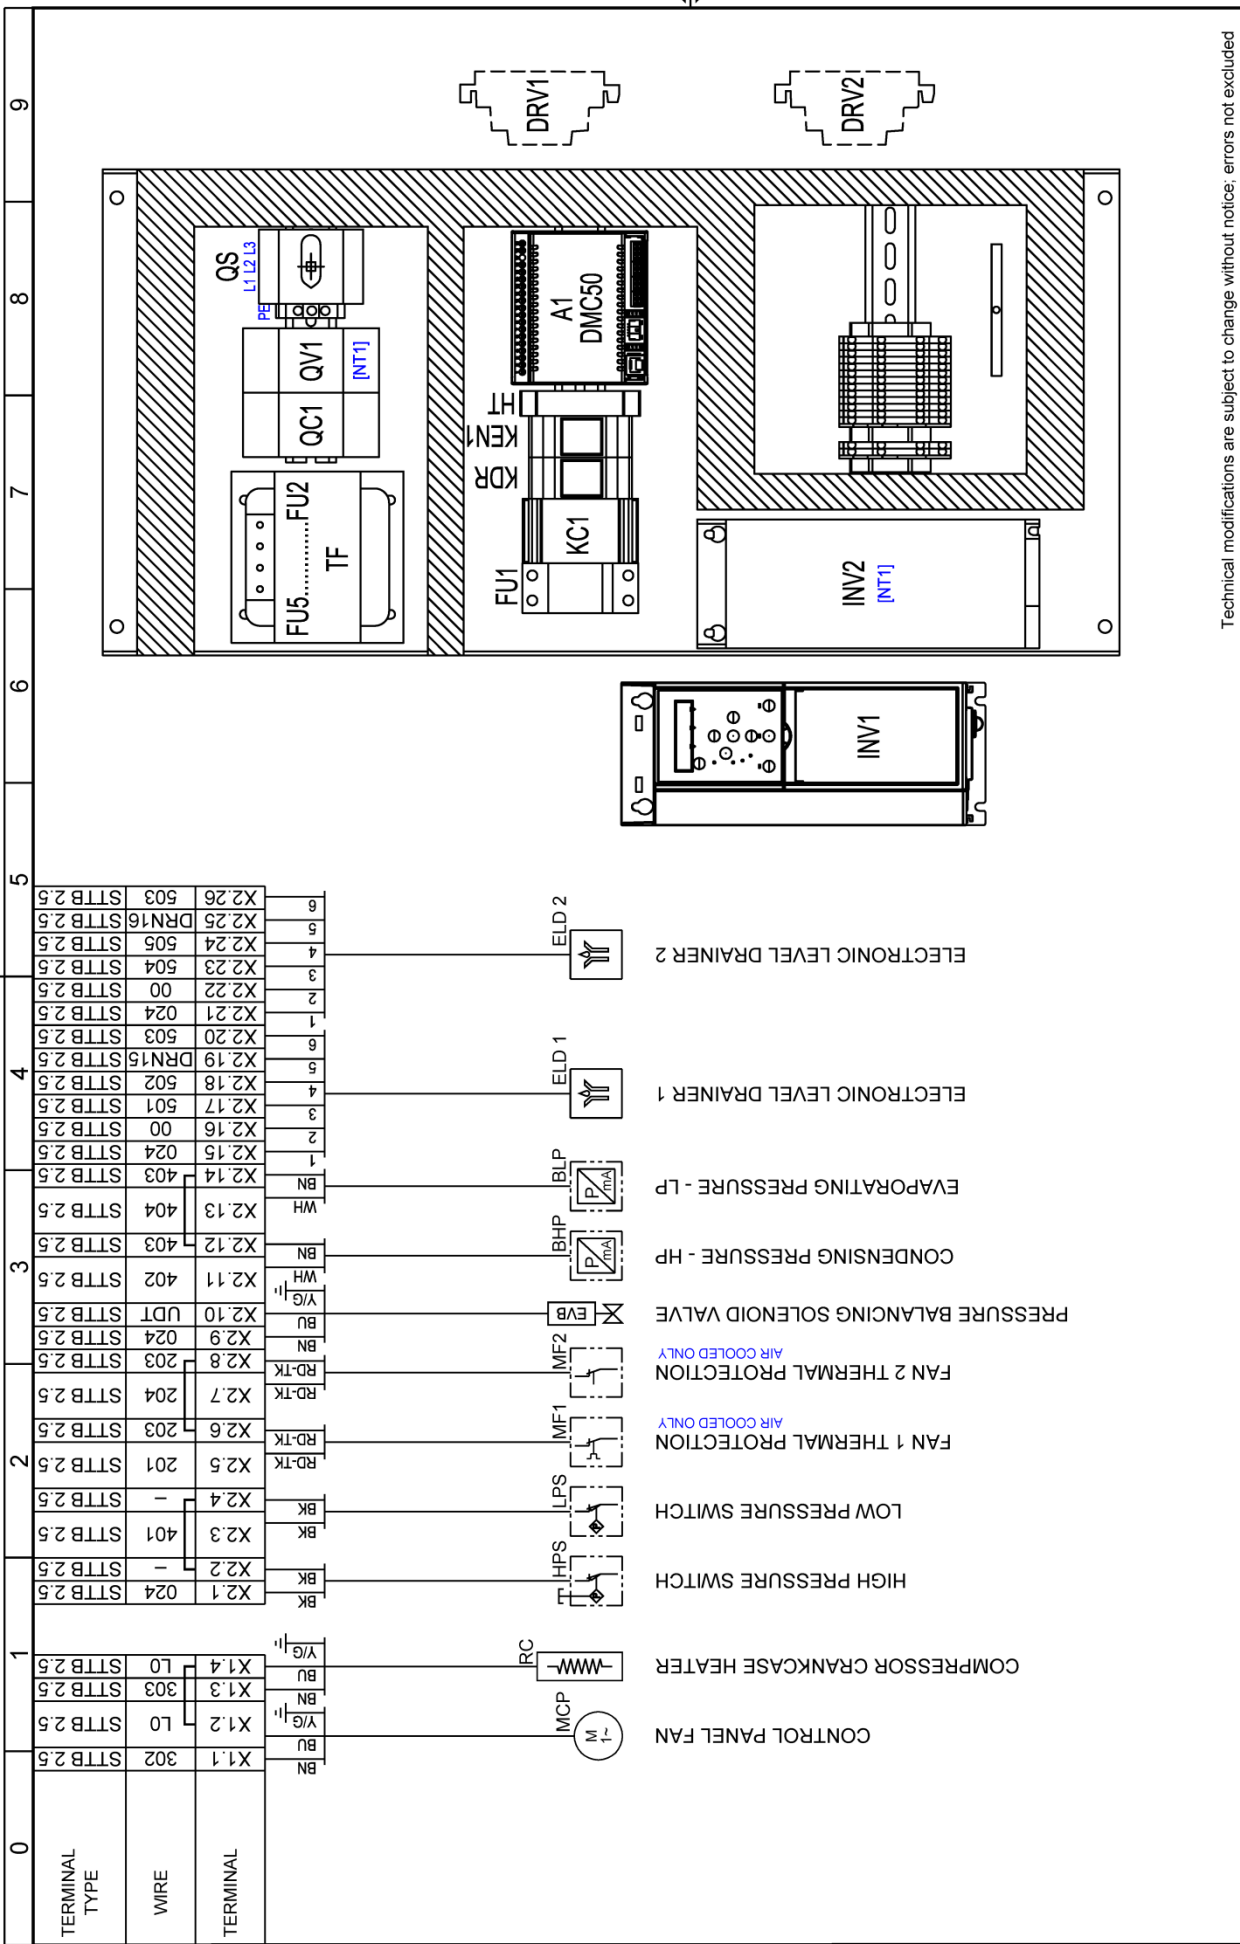 0 1 2 3 4 5 6 7 8 9
TERMINAL
TYPE
STTB 2.5 STTB 2.5 STTB 2.5 STTB 2.5 STTB 2.5 STTB 2.5 STTB 2.5 STTB 2.5 STTB 2.5 STTB 2.5 STTB 2.5 STTB 2.5 STTB 2.5 STTB 2.5 STTB 2.5 STTB 2.5 STTB 2.5 STTB 2.5 STTB 2.5 STTB 2.5 STTB 2.5 STTB 2.5 STTB 2.5 STTB 2.5 STTB 2.5 STTB 2.5 STTB 2.5 STTB 2.5 STTB 2.5 STTB 2.5
WIRE
302 L0 303 L0 024 – 401 – 201 203 204 203 024 UDT 402 403 404 403 024 00 501 502 DRN15 503 024 00 504 505 DRN16 503
TERMINAL
X1.1 X1.2 X1.3 X1.4 X2.1 X2.2 X2.3 X2.4 X2.5 X2.6 X2.7 X2.8 X2.9 X2.10 X2.11 X2.12 X2.13 X2.14 X2.15 X2.16 X2.17 X2.18 X2.19 X2.20 X2.21 X2.22 X2.23 X2.24 X2.25 X2.26
BN BU Y/G BN BU Y/G BK BK BK BK RD-TK RD-TK RD-TK RD-TK BN BU Y/G WH BN WH BN 1 2 3 4 5 6 1 2 3 4 5 6
MCP
M
1~
CONTROL PANEL FAN
RC
COMPRESSOR CRANKCASE HEATER
HPS
P
HIGH PRESSURE SWITCH
LPS
P
LOW PRESSURE SWITCH
MF1
FAN 1 THERMAL PROTECTION
AIR COOLED ONLY
MF2
FAN 2 THERMAL PROTECTION
AIR COOLED ONLY
EVB
PRESSURE BALANCING SOLENOID VALVE
BHP
P
mA
CONDENSING PRESSURE - HP
BLP
P
mA
EVAPORATING PRESSURE - LP
ELD 1
ELECTRONIC LEVEL DRAINER 1
ELD 2
ELECTRONIC LEVEL DRAINER 2
QS
L1 L2 L3
PE
QV1
[NT1]
QC1
FU5..............FU2
TF
A1
DMC50
HT
KEN1
KDR
KC1
FU1
INV2
[NT1]
INV1
DRV1
DRV2
Technical modifications are subject to change without notice; errors not excluded